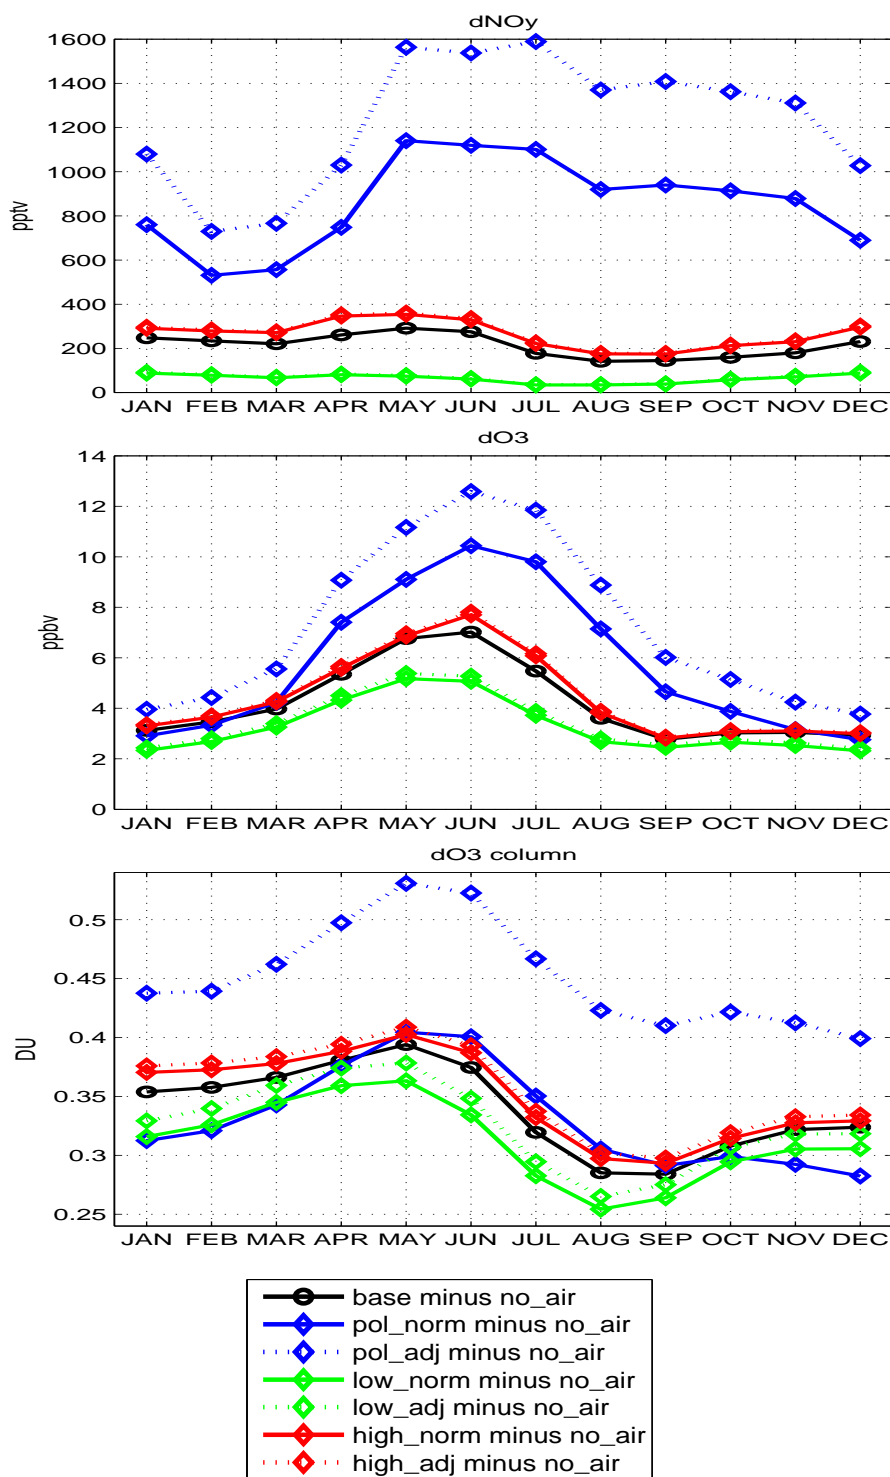 dNOy
1600
1400
1200
1000
800
600
400
200
0
pptv
JAN FEB MAR APR MAY JUN JUL AUG SEP OCT NOV DEC
dO3
14
12
10
8
6
4
2
0
ppbv
JAN FEB MAR APR MAY JUN JUL AUG SEP OCT NOV DEC
dO3 column
0.5
0.45
0.4
0.35
0.3
0.25
DU
JAN FEB MAR APR MAY JUN JUL AUG SEP OCT NOV DEC
base minus no_air
pol_norm minus no_air
pol_adj minus no_air
low_norm minus no_air
low_adj minus no_air
high_norm minus no_air
high_adj minus no_air